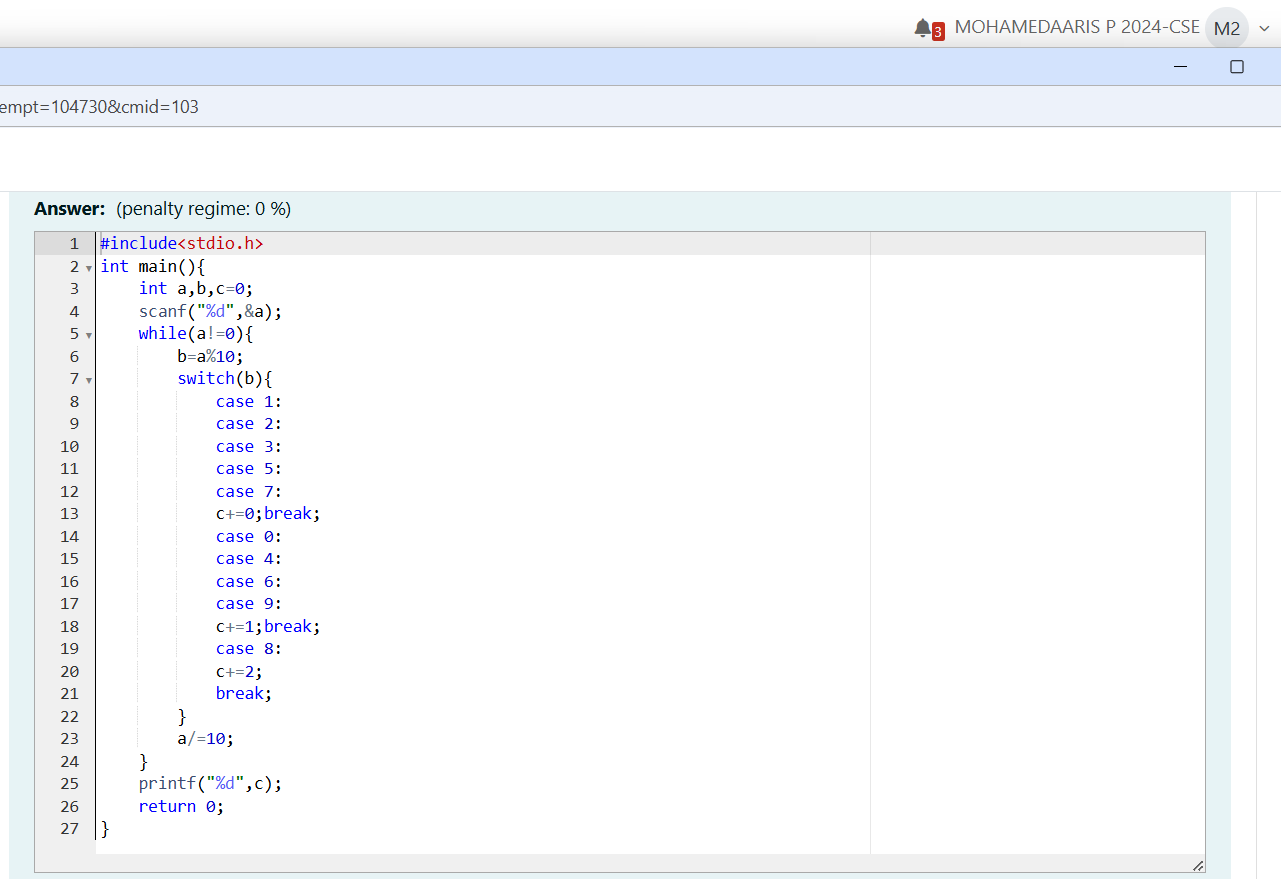 3 MOHAMEDAARIS P 2024-CSE M2
empt=104730&cmid=103
Answer: (penalty regime: 0 %)
1 #include<stdio.h>
2 int main(){
3     int a,b,c=0;
4     scanf("%d",&a);
5     while(a!=0){
6         b=a%10;
7         switch(b){
8             case 1:
9             case 2:
10             case 3:
11             case 5:
12             case 7:
13             c+=0;break;
14             case 0:
15             case 4:
16             case 6:
17             case 9:
18             c+=1;break;
19             case 8:
20             c+=2;
21             break;
22         }
23         a/=10;
24     }
25     printf("%d",c);
26     return 0;
27 }